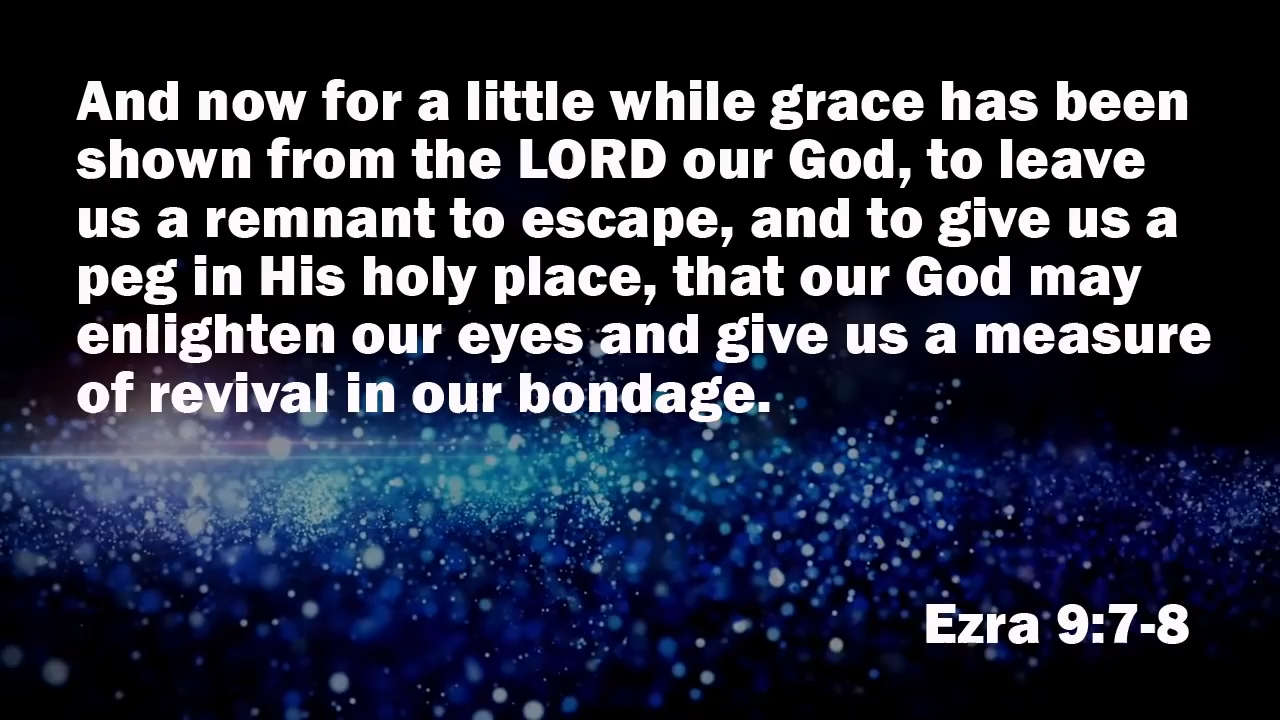 And now for a little while grace has been
shown from the LORD our God, to leave
us a remnant to escape, and to give us a
peg in His holy place, that our God may
enlighten our eyes and give us a measure
of revival in our bondage.
Ezra 9:7-8